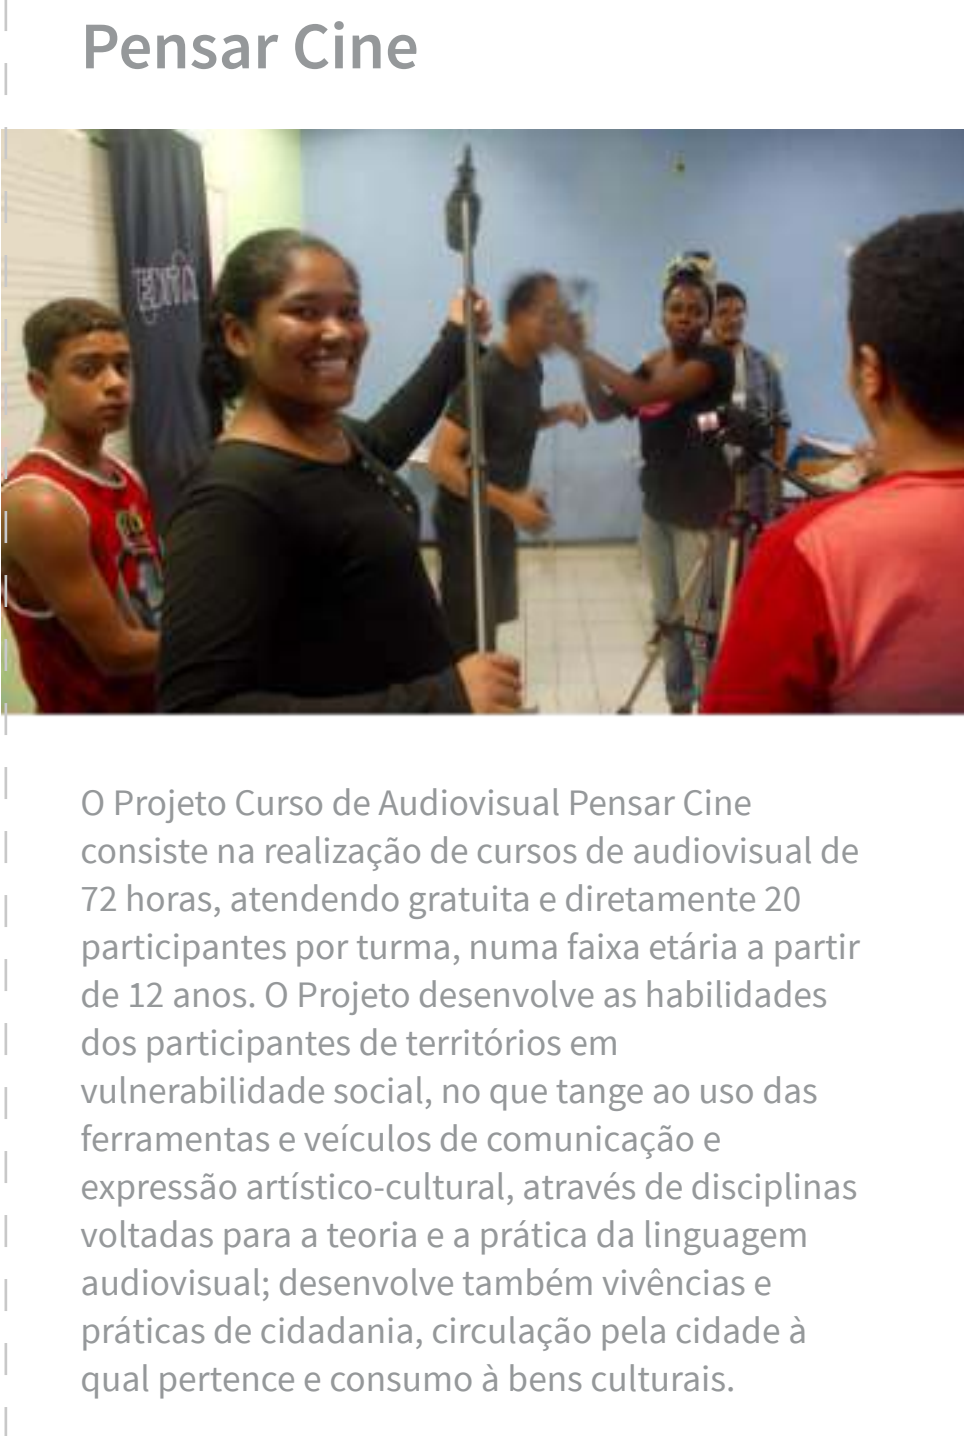 Pensar Cine
O Projeto Curso de Audiovisual Pensar Cine
consiste na realização de cursos de audiovisual de
72 horas, atendendo gratuita e diretamente 20
participantes por turma, numa faixa etária a partir
de 12 anos. O Projeto desenvolve as habilidades
dos participantes de territórios em
vulnerabilidade social, no que tange ao uso das
ferramentas e veículos de comunicação e
expressão artístico-cultural, através de disciplinas
voltadas para a teoria e a prática da linguagem
audiovisual; desenvolve também vivências e
práticas de cidadania, circulação pela cidade à
qual pertence e consumo à bens culturais.